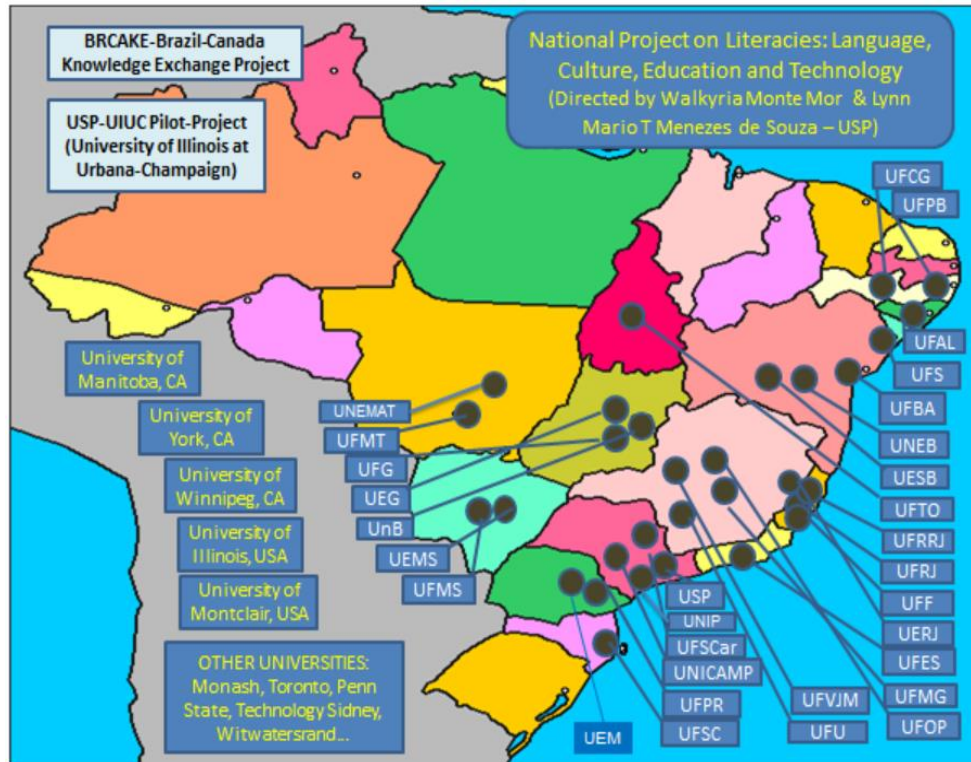 BRCAKE-Brazil-Canada
Knowledge Exchange Project
USP-UIUC Pilot-Project
(University of Illinois at
Urbana-Champaign)
National Project on Literacies: Language,
Culture, Education and Technology
(Directed by Walkyria Monte Mor & Lynn
Mario T Menezes de Souza – USP)
UFCG
UFPB
UFAL
UFS
UFBA
UNEB
UESB
UFTO
UFRRJ
UFRJ
UFF
UERJ
UFES
UFMG
UFOP
University of
Manitoba, CA
University of
York, CA
University of
Winnipeg, CA
University of
Illinois, USA
University of
Montclair, USA
OTHER UNIVERSITIES:
Monash, Toronto, Penn
State, Technology Sidney,
Witwatersrand...
UNEMAT
UFMT
UFG
UEG
UnB
UEMS
UFMS
USP
UNIP
UFSCar
UNICAMP
UFPR
UFSC
UEM
UFVJM
UFU